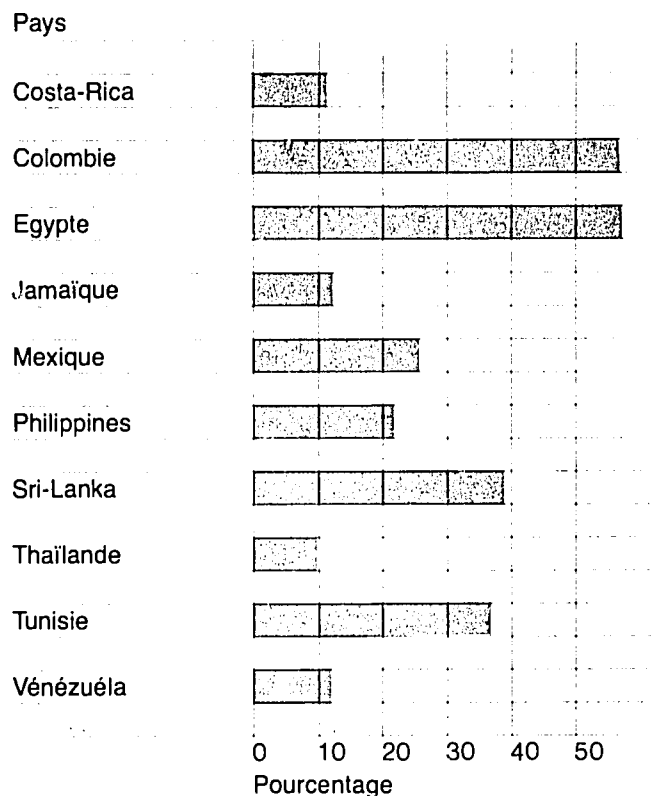 Pays
Costa-Rica
Colombie
Egypte
Jamaïque
Mexique
Philippines
Sri-Lanka
Thaïlande
Tunisie
Vénézuéla
0 10 20 30 40 50
Pourcentage